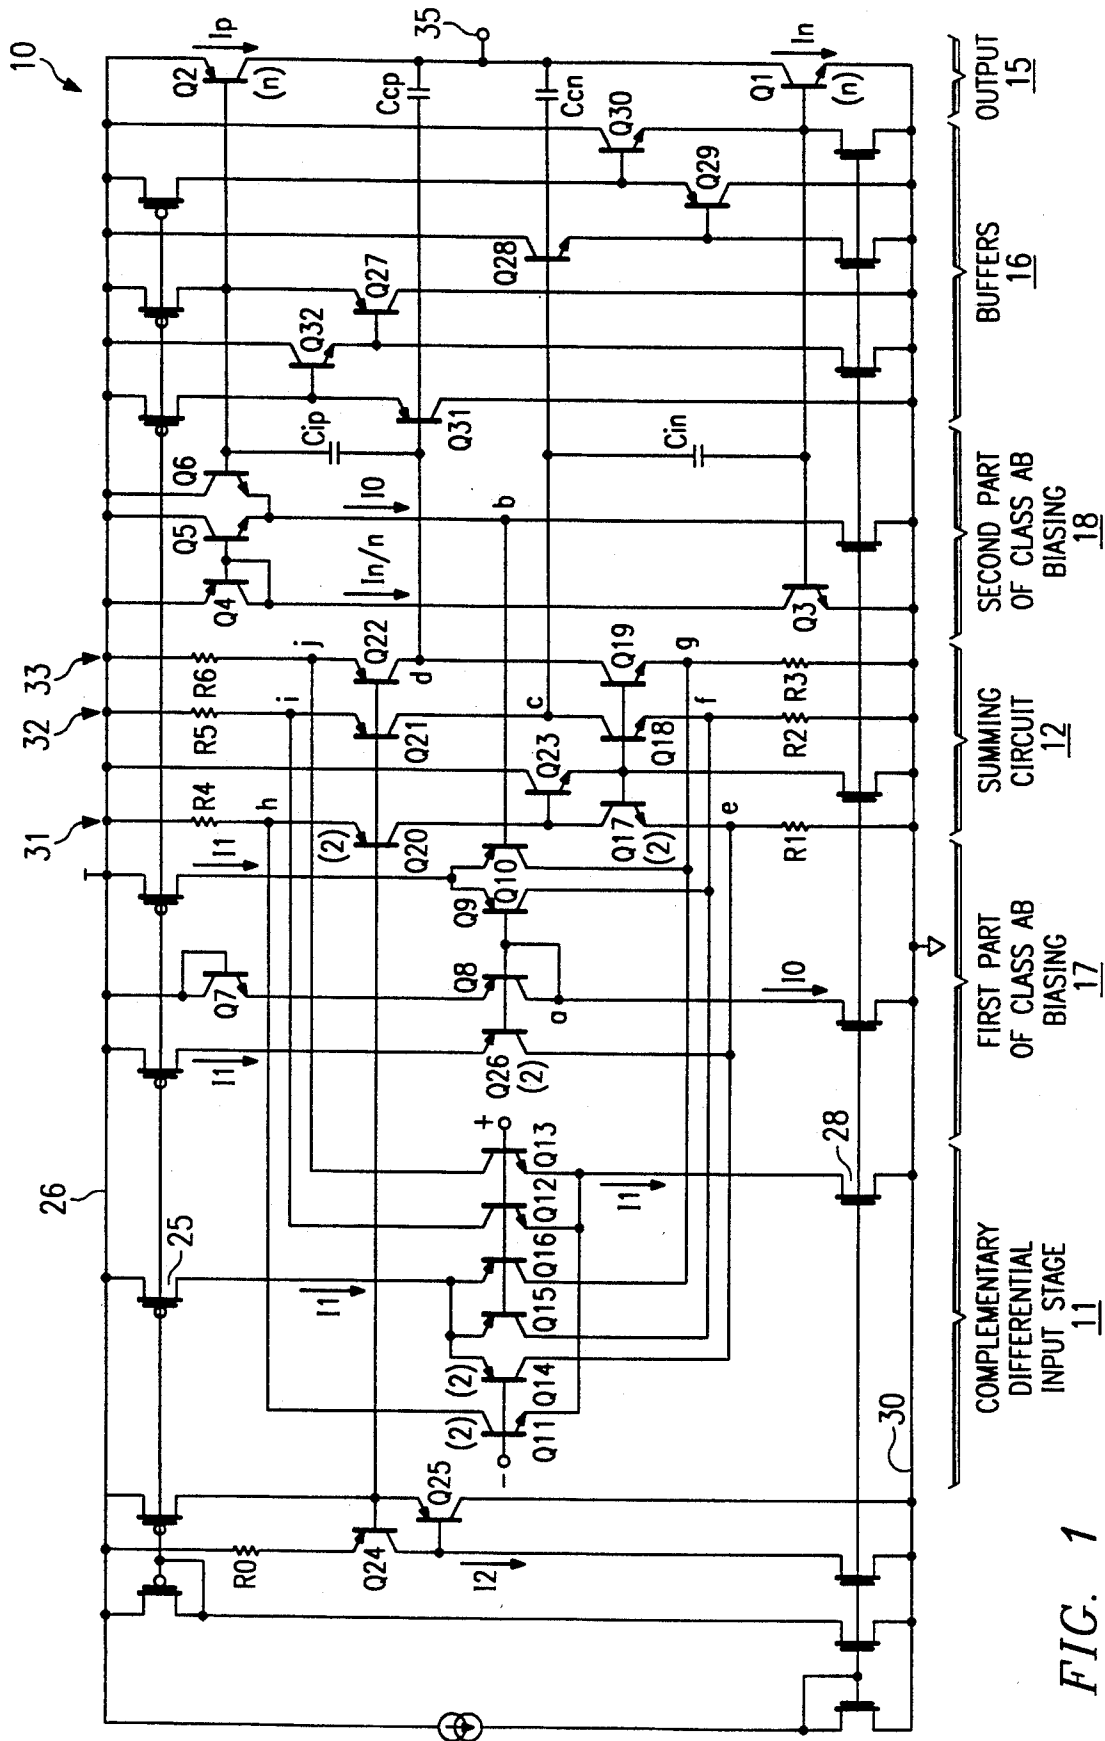 10
26
31
32
33
35
25
28
30
R0
Q24
Q25
I2
(2)
Q11
(2)
Q14
Q15
Q16
Q12
Q13
-
+
I1
I1
I1
Q26
(2)
Q7
Q8
a
I0
Q9
Q10
I1
R4
h
(2)
Q20
Q17
(2)
e
R1
Q23
R5
i
Q21
c
Q18
f
R2
R6
j
Q22
d
Q19
g
R3
Q4
Q5
Q6
In/n
I0
b
Q3
Cip
Cin
Q31
Q32
Q27
Q28
Q29
Q30
Q2
(n)
Ip
Ccp
Ccn
Q1
(n)
In
COMPLEMENTARY
DIFFERENTIAL
INPUT STAGE
11
FIRST PART
OF CLASS AB
BIASING
17
SUMMING
CIRCUIT
12
SECOND PART
OF CLASS AB
BIASING
18
BUFFERS
16
OUTPUT
15
FIG. 1